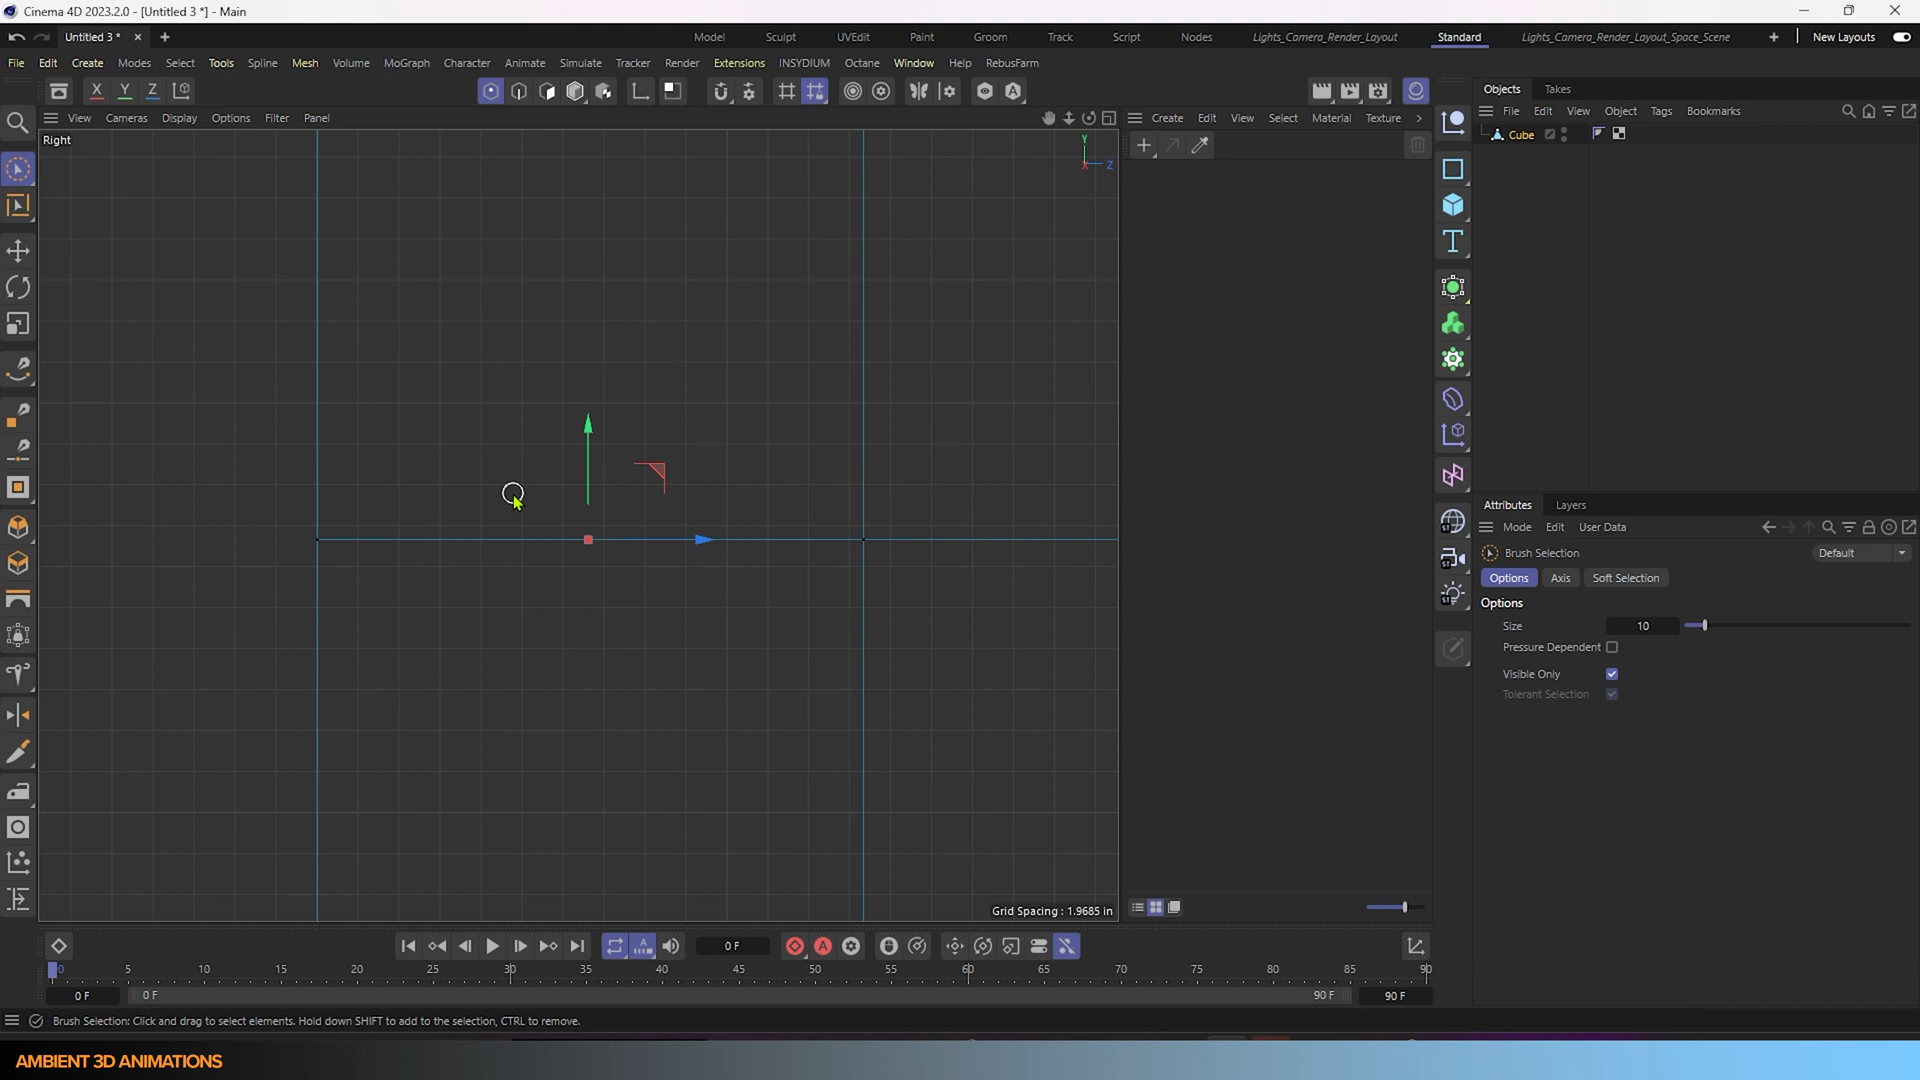 Cinema 4D 2023.2.0 - [Untitled 3 *] - Main
Untitled 3 *
Model Sculpt UVEdit Paint Groom Track Script Nodes Lights_Camera_Render_Layout Standard Lights_Camera_Render_Layout_Space_Scene New Layouts
File Edit Create Modes Select Tools Spline Mesh Volume MoGraph Character Animate Simulate Tracker Render Extensions INSYDIUM Octane Window Help RebusFarm
X Y Z
Objects Takes
View Cameras Display Options Filter Panel
Create Edit View Select Material Texture
File Edit View Object Tags Bookmarks
Cube
Right
Y
X Z
Attributes Layers
Mode Edit User Data
Brush Selection Default
Options Axis Soft Selection
Options
Size 10
Pressure Dependent
Visible Only
Tolerant Selection
Grid Spacing : 1.9685 in
0 F
0 5 10 15 20 25 30 35 40 45 50 55 60 65 70 75 80 85 90
0 F 0 F 90 F 90 F
Brush Selection: Click and drag to select elements. Hold down SHIFT to add to the selection, CTRL to remove.
AMBIENT 3D ANIMATIONS